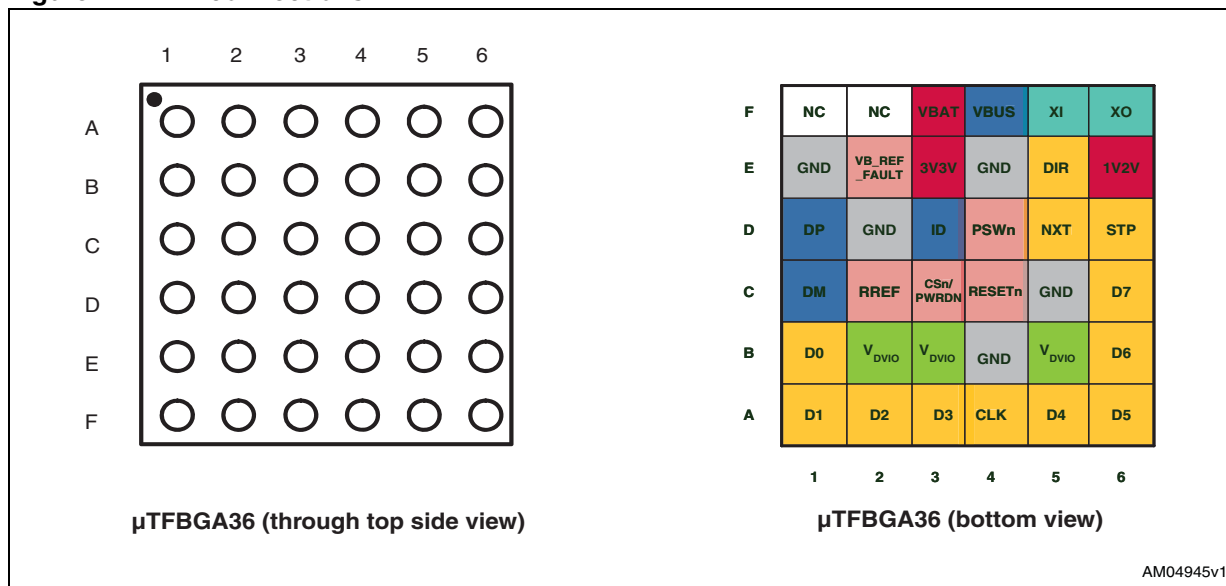 1 2 3 4 5 6
A
B
C
D
E
F
µTFBGA36 (through top side view)
F NC NC VBAT VBUS XI XO
E GND VB_REF _FAULT 3V3V GND DIR 1V2V
D DP GND ID PSWn NXT STP
C DM RREF CSn/ PWRDN RESETn GND D7
B D0 VDVIO VDVIO GND VDVIO D6
A D1 D2 D3 CLK D4 D5
1 2 3 4 5 6
µTFBGA36 (bottom view)
AM04945v1